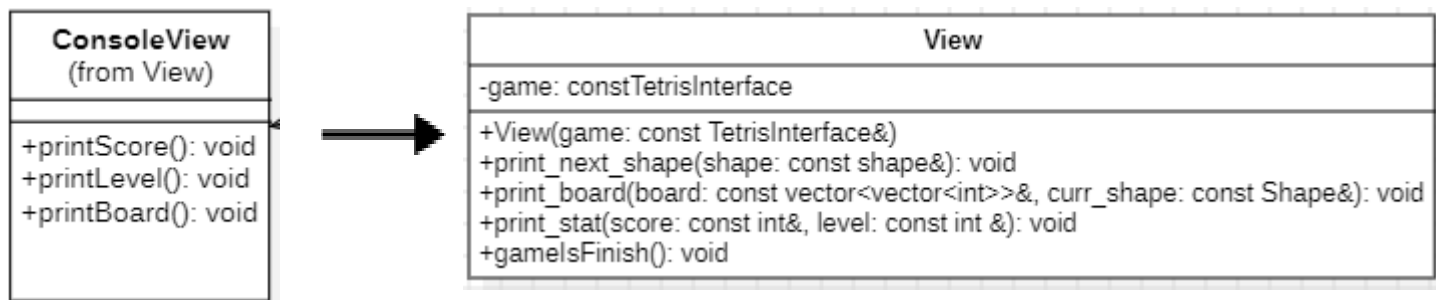 ConsoleView
(from View)
+printScore(): void
+printLevel(): void
+printBoard(): void
View
-game: constTetrisInterface
+View(game: const TetrisInterface&)
+print_next_shape(shape: const shape&): void
+print_board(board: const vector<vector<int>>&, curr_shape: const Shape&): void
+print_stat(score: const int&, level: const int &): void
+gameIsFinish(): void